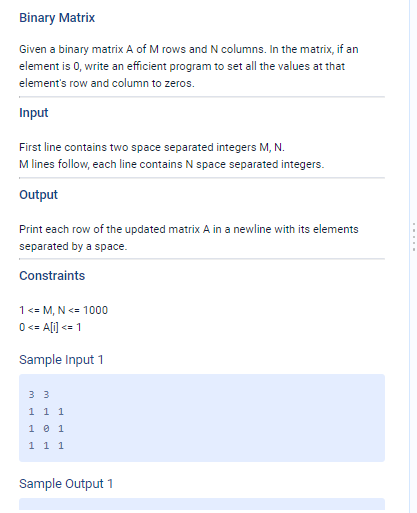 Binary Matrix
Given a binary matrix A of M rows and N columns. In the matrix, if an
element is 0, write an efficient program to set all the values at that
element's row and column to zeros.
Input
First line contains two space separated integers M, N.
M lines follow, each line contains N space separated integers.
Output
Print each row of the updated matrix A in a newline with its elements
separated by a space.
Constraints
1 <= M, N <= 1000
0 <= A[i] <= 1
Sample Input 1
3 3
1 1 1
1 0 1
1 1 1
Sample Output 1